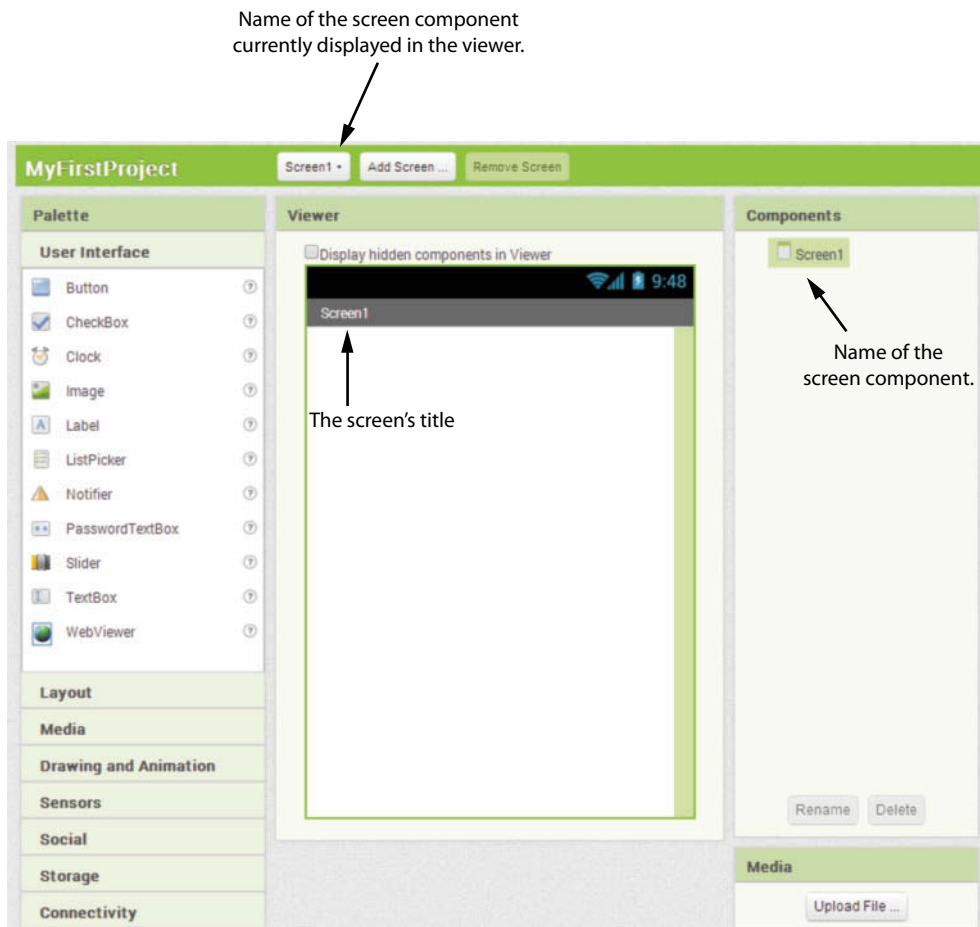 Name of the screen component
currently displayed in the viewer.
MyFirstProject
Screen1
Add Screen ...
Remove Screen
Palette
User Interface
Button
?
CheckBox
?
Clock
?
Image
?
A
Label
?
ListPicker
?
Notifier
?
PasswordTextBox
?
Slider
?
TextBox
?
WebViewer
?
Layout
Media
Drawing and Animation
Sensors
Social
Storage
Connectivity
Viewer
Display hidden components in Viewer
9:48
Screen1
The screen’s title
Components
Screen1
Name of the
screen component.
Rename
Delete
Media
Upload File ...